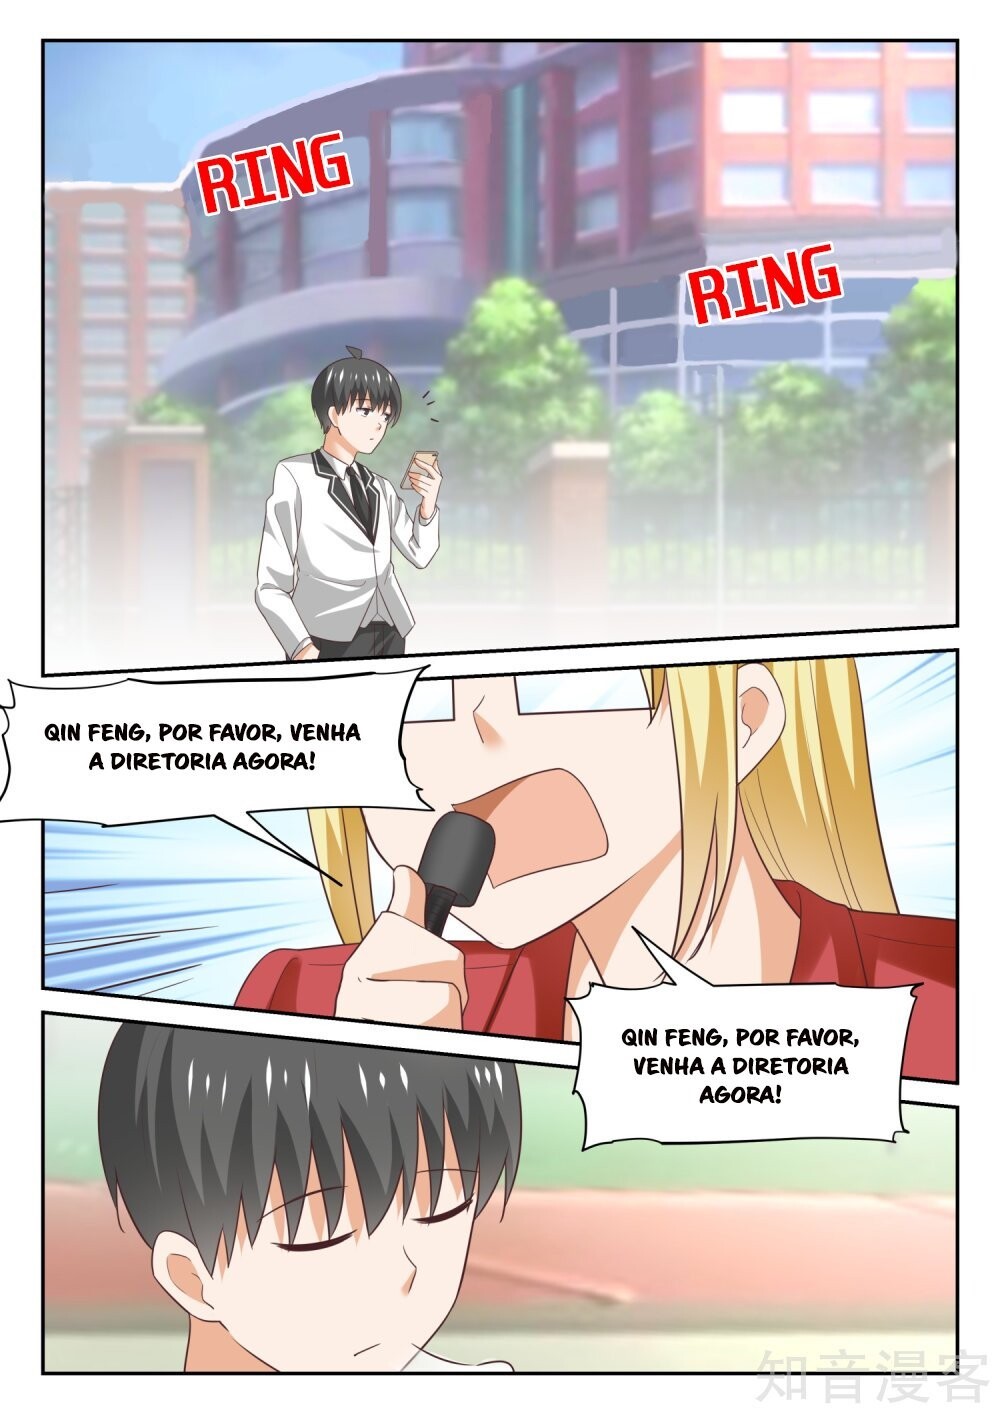 RING
RING
QIN FENG, POR FAVOR, VENHA
A DIRETORIA AGORA!
QIN FENG, POR FAVOR,
VENHA A DIRETORIA
AGORA!
知音漫客